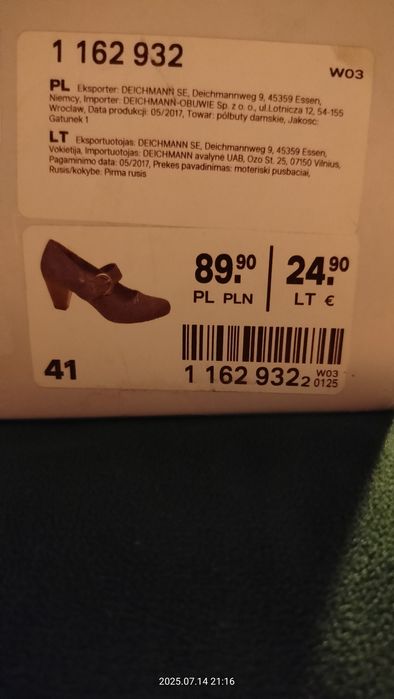 1 162 932
W03
PL Eksporter: DEICHMANN SE, Deichmannweg 9, 45359 Essen,
Niemcy, Importer: DEICHMANN-OBUWIE Sp. z o. o., ul.Lotnicza 12, 54-155
Wrocław, Data produkcji: 05/2017, Towar: półbuty damskie, Jakosc:
Gatunek 1
LT Eksportuotojas: DEICHMANN SE, Deichmannweg 9, 45359 Essen,
Vokietija, Importuotojas: DEICHMANN avalyne UAB, Ozo St. 25, 07150 Vilnius,
Pagaminimo data: 05/2017, Prekes pavadinimas: moteriski pusbaciai,
Rusis/kokybe: Pirma rusis
89.90
PL PLN
24.90
LT €
41
1 162 932 2 W03 0125
2025.07.14 21:16